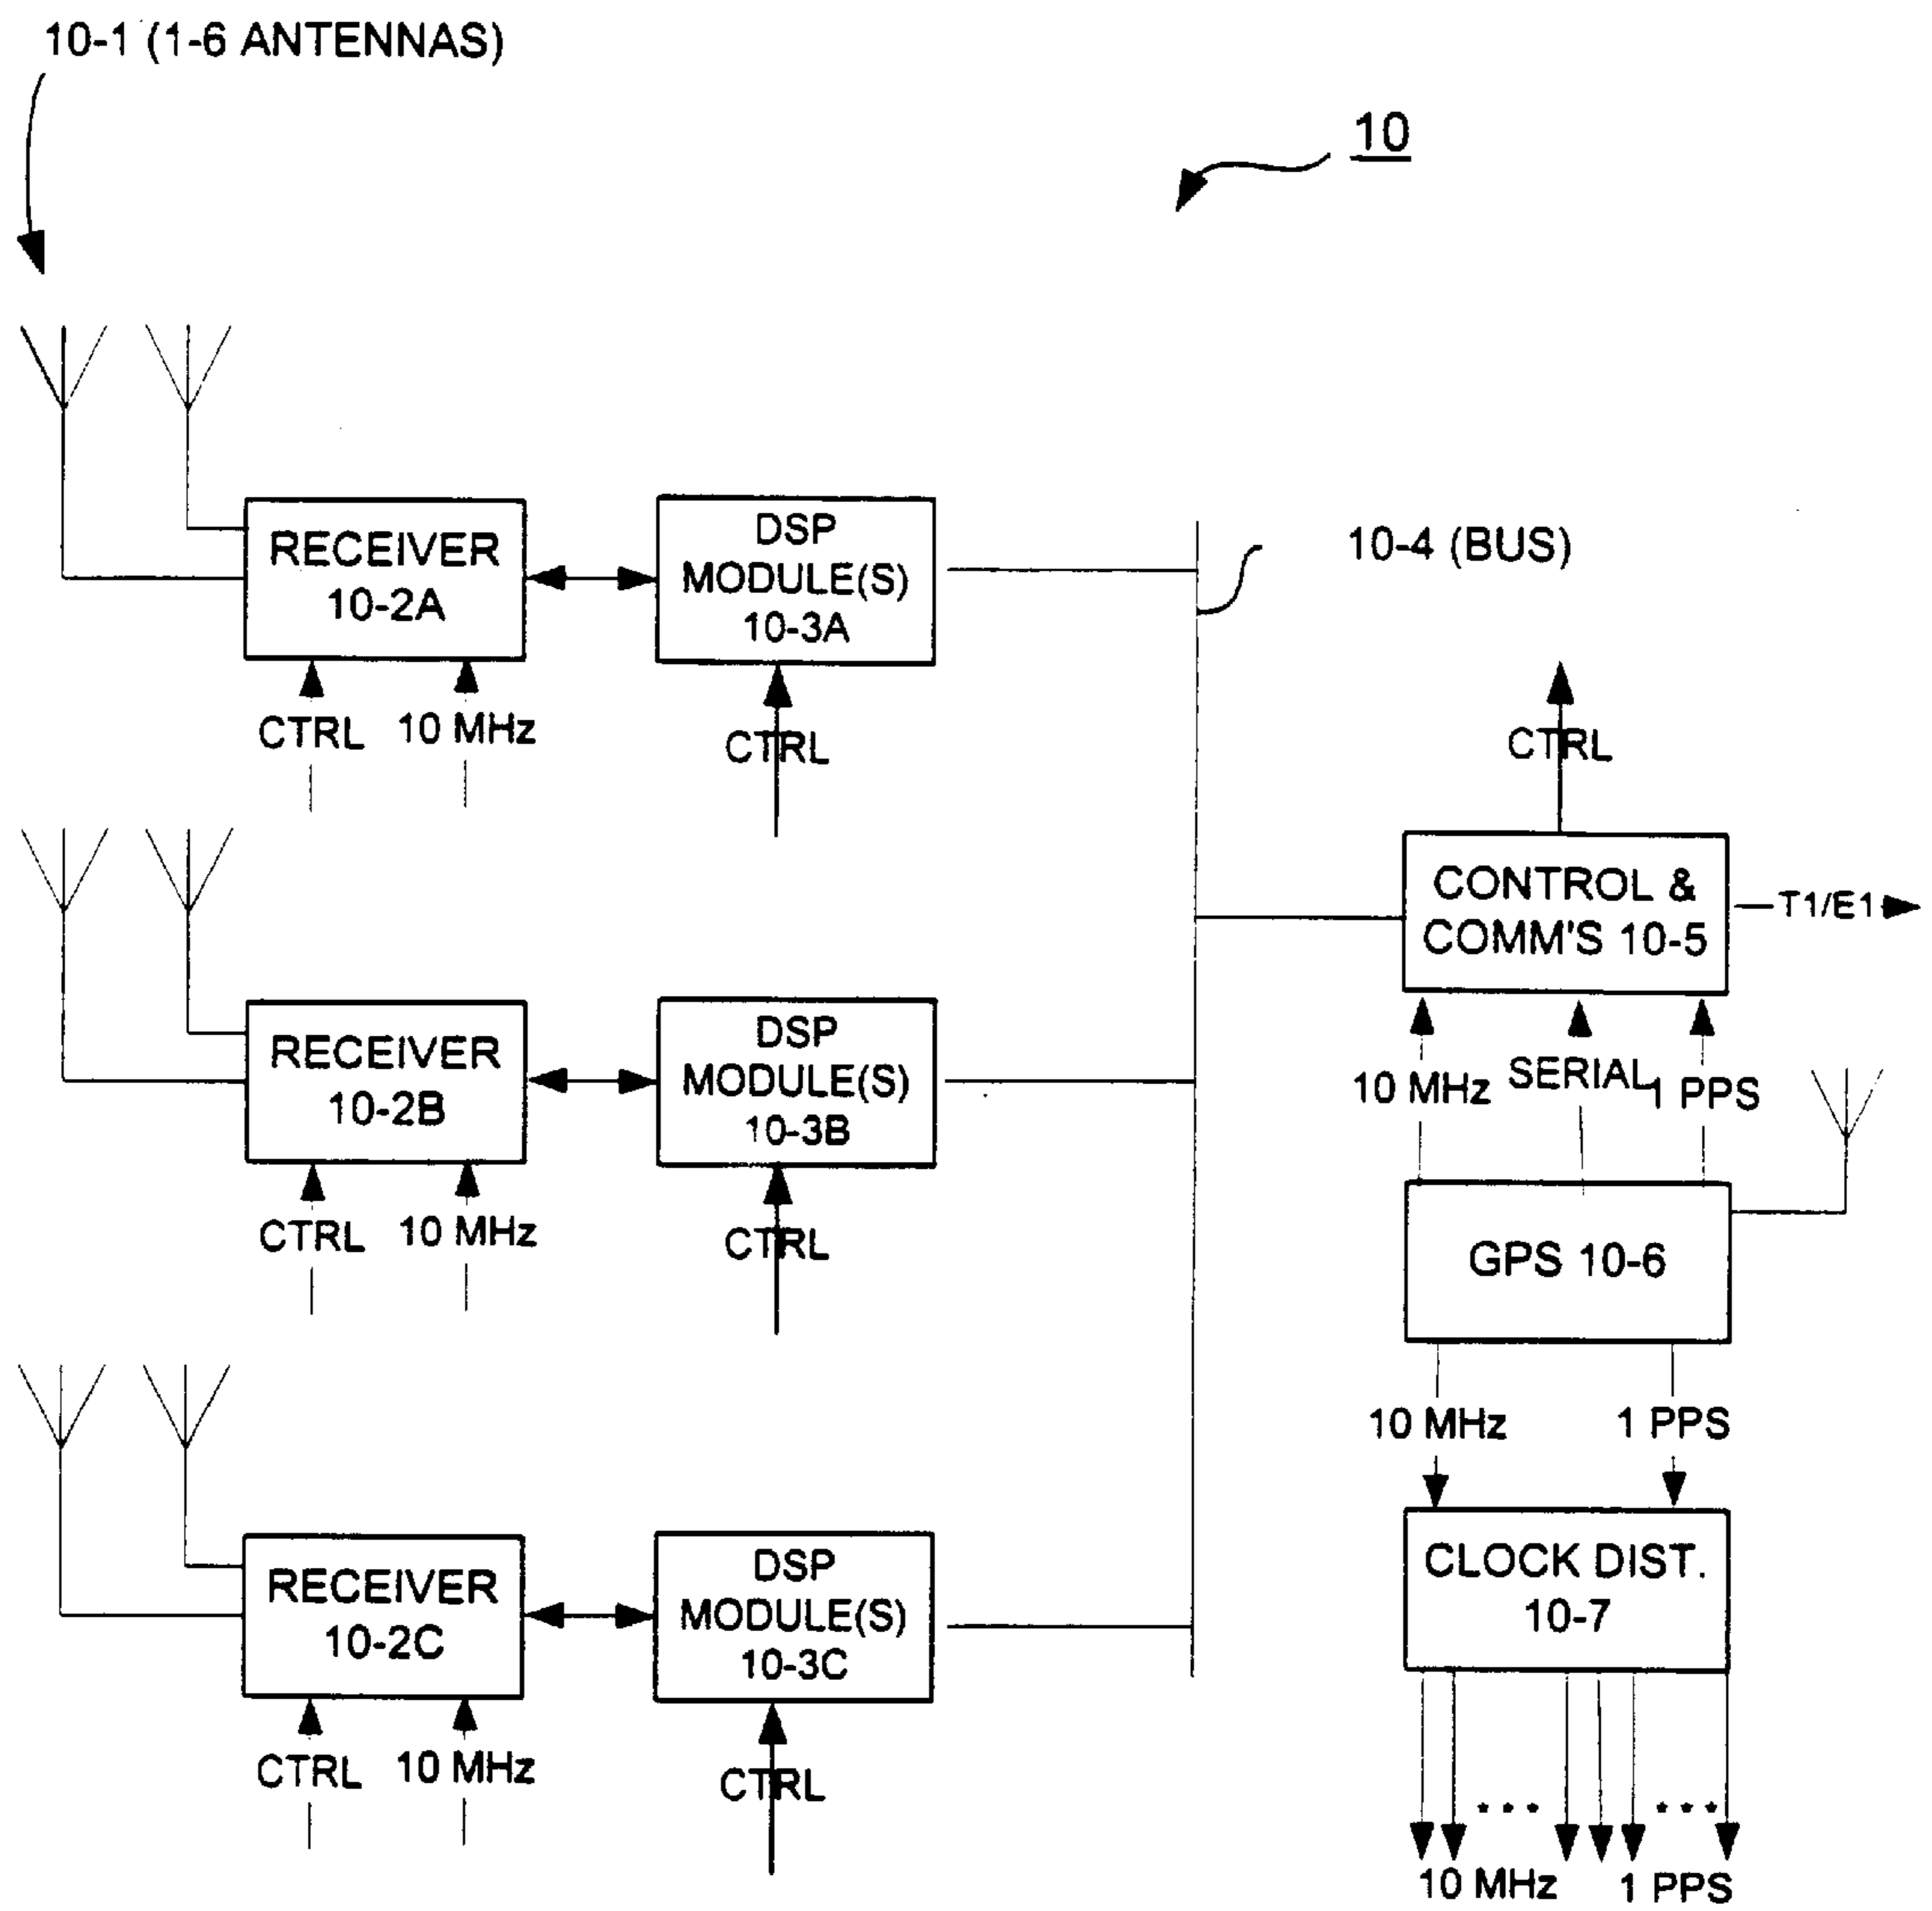 10-1 (1-6 ANTENNAS)
10
RECEIVER
10-2A
DSP
MODULE(S)
10-3A
10-4 (BUS)
CTRL
10 MHz
CTRL
CTRL
CONTROL &
COMM'S 10-5
T1/E1
RECEIVER
10-2B
DSP
MODULE(S)
10-3B
10 MHz
SERIAL
1 PPS
CTRL
10 MHz
CTRL
GPS 10-6
10 MHz
1 PPS
RECEIVER
10-2C
DSP
MODULE(S)
10-3C
CLOCK DIST.
10-7
CTRL
10 MHz
CTRL
...
...
10 MHz
1 PPS